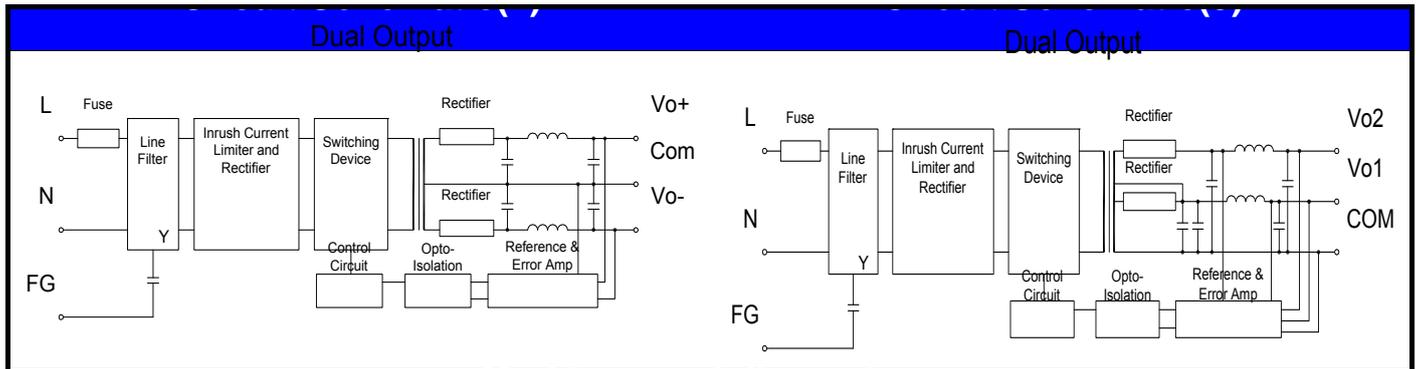 Dual Output
Dual Output
L
Fuse
Line
Filter
Inrush Current
Limiter and
Rectifier
Switching
Device
Rectifier
Rectifier
Vo+
Com
Vo-
N
Y
FG
Control
Circuit
Opto-
Isolation
Reference &
Error Amp
L
Fuse
Line
Filter
Inrush Current
Limiter and
Rectifier
Switching
Device
Rectifier
Rectifier
Vo2
Vo1
COM
N
Y
FG
Control
Circuit
Opto-
Isolation
Reference &
Error Amp